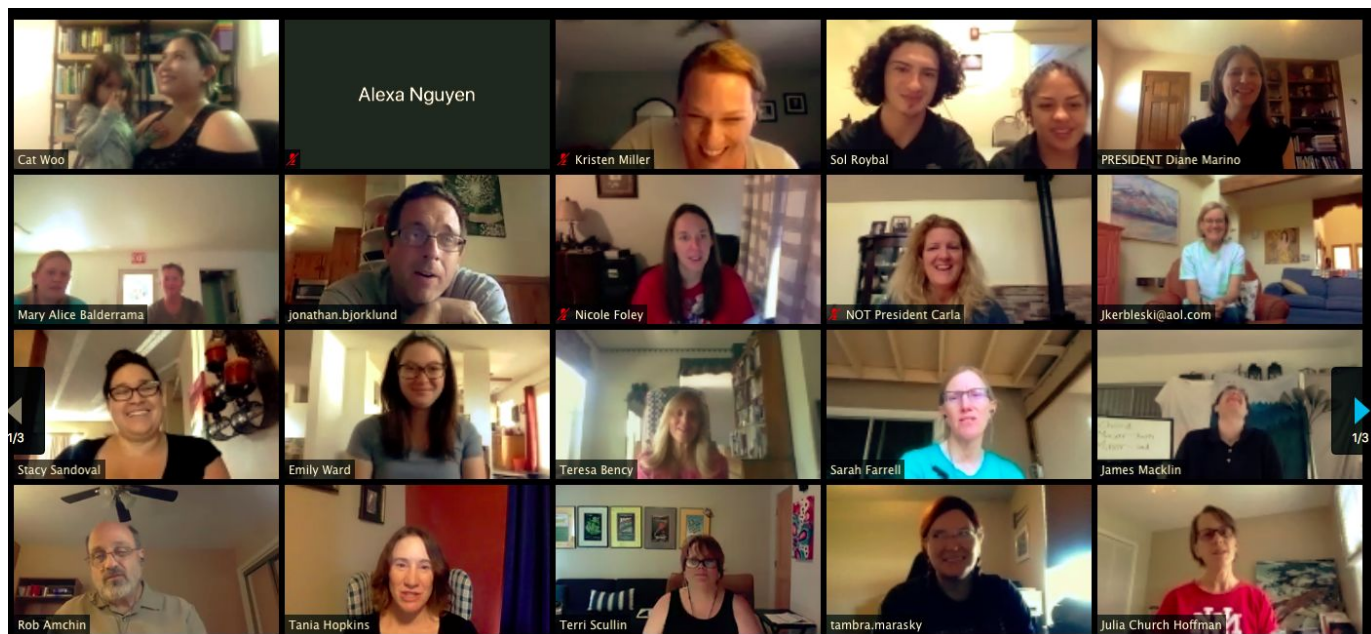 Cat Woo
Alexa Nguyen
Kristen Miller
Sol Roybal
PRESIDENT Diane Marino
Mary Alice Balderrama
jonathan.bjorklund
Nicole Foley
NOT President Carla
Jkerbleski@aol.com
1/3
Stacy Sandoval
Emily Ward
Teresa Bency
Sarah Farrell
James Macklin
1/3
Rob Amchin
Tania Hopkins
Terri Scullin
tambra.marasky
Julia Church Hoffman